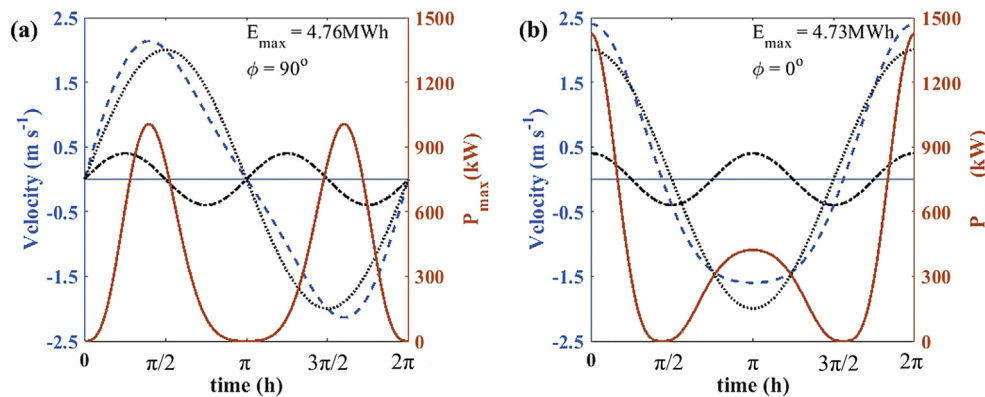 (a)
E_max = 4.76MWh
ϕ = 90°
Velocity (m s⁻¹)
2.5
1.5
0.5
-0.5
-1.5
-2.5
P_max (kW)
1500
1200
900
600
300
0
0 π/2 π 3π/2 2π
time (h)
(b)
E_max = 4.73MWh
ϕ = 0°
Velocity (m s⁻¹)
2.5
1.5
0.5
-0.5
-1.5
-2.5
P (kW)
1500
1200
900
600
300
0
0 π/2 π 3π/2 2π
time (h)